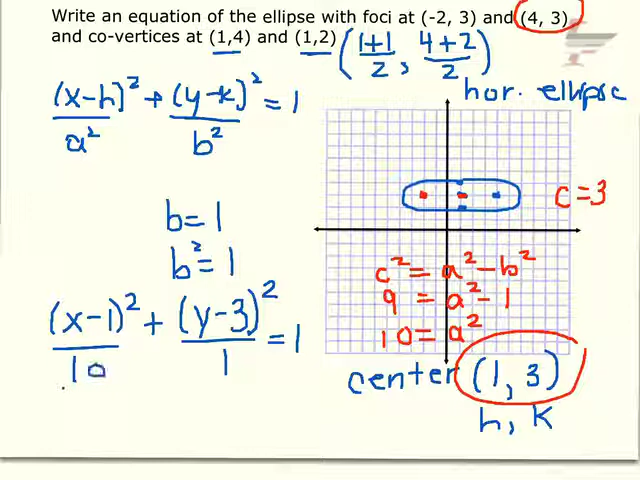 Write an equation of the ellipse with foci at (-2, 3) and (4, 3)
and co-vertices at (1,4) and (1,2) (1+1/2, 4+2/2)
hor. ellipse
(x-h)²/a² + (y-k)²/b² = 1
c=3
b=1
b²=1
c² = a² - b²
9 = a² - 1
10 = a²
(x-1)²/10 + (y-3)²/1 = 1
center (1, 3)
h, k